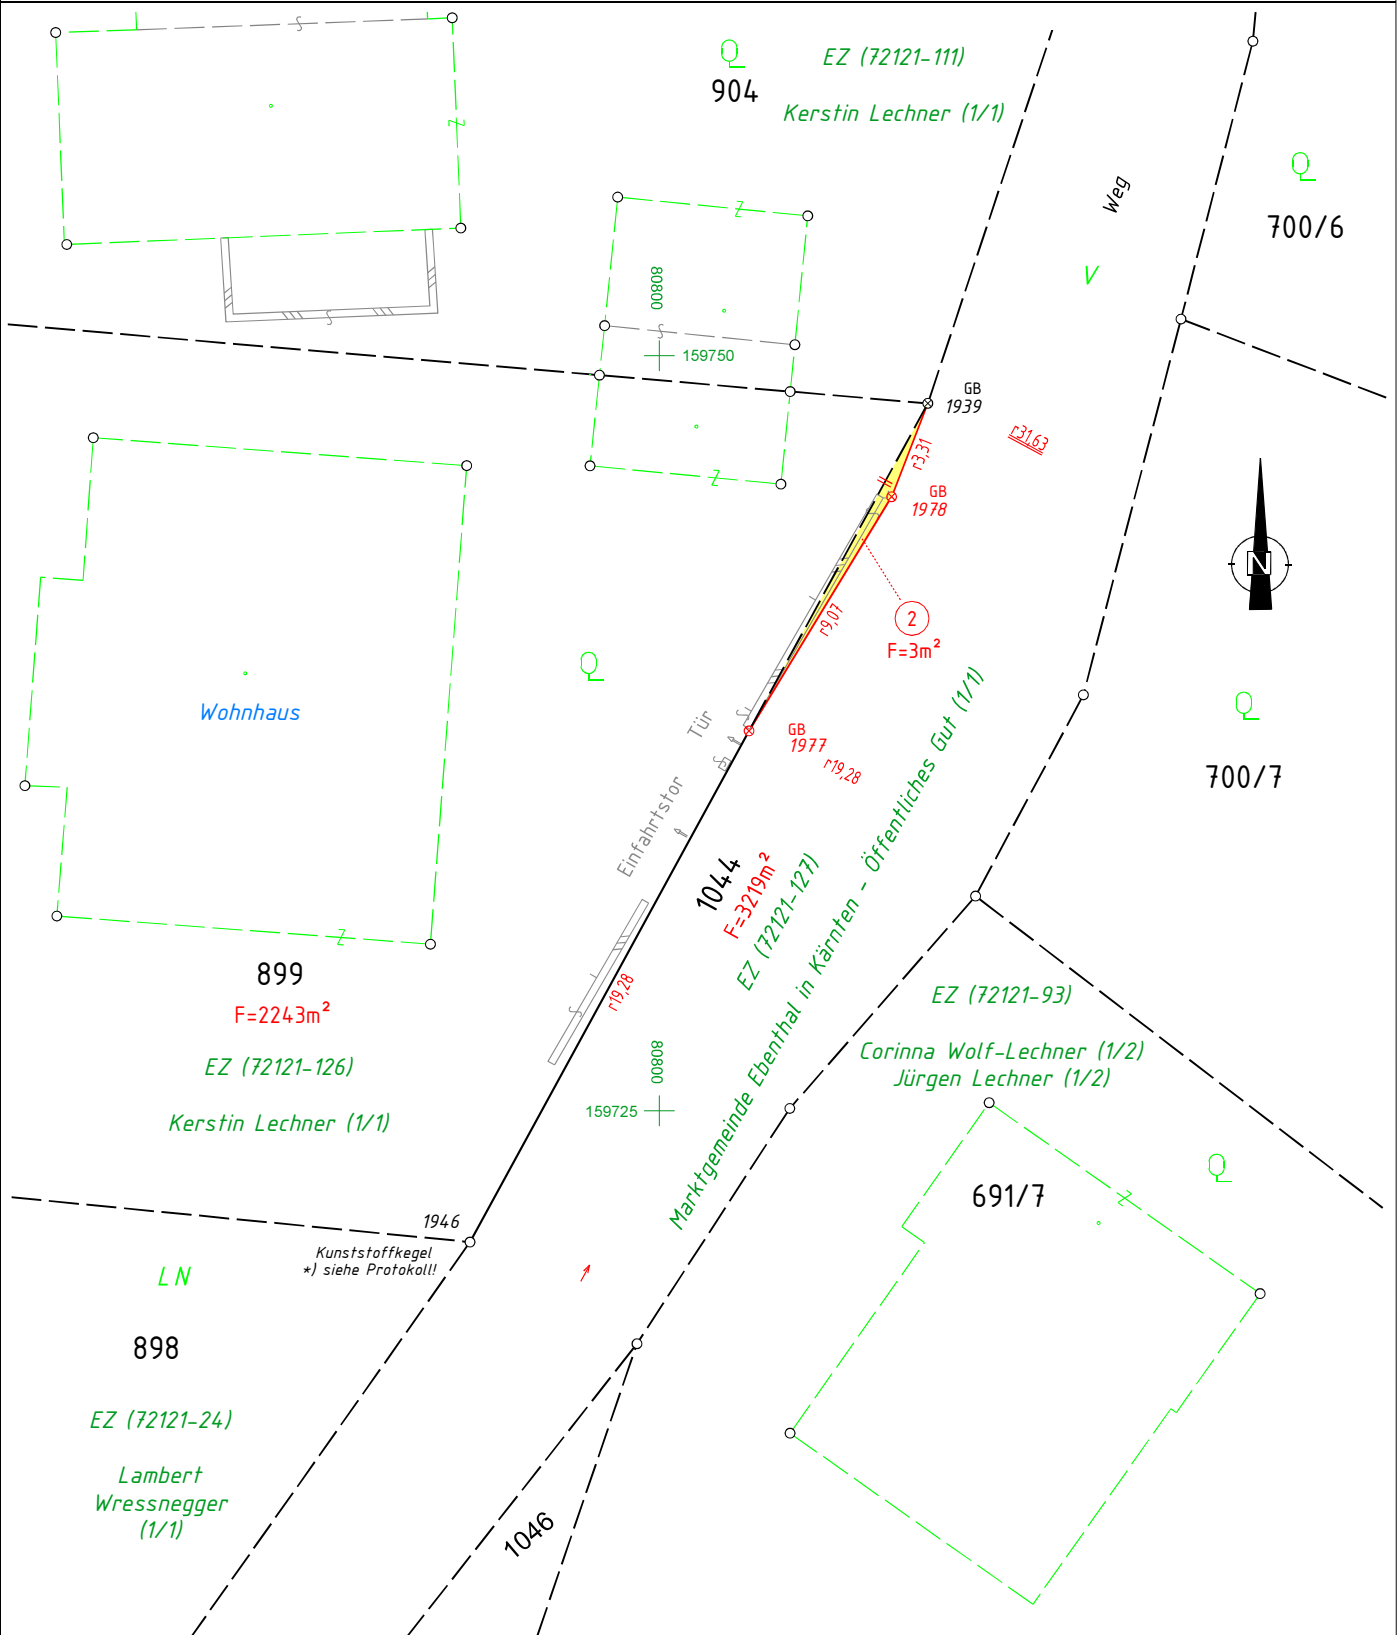 EZ (72121-111)
904
Kerstin Lechner (1/1)
Weg
700/6
V
80800
159750
GB
1939
r31,63
r3,31
GB
1978
N
r9,07
2
F=3m²
Wohnhaus
Tür
GB
1977
r19,28
700/7
Einfahrtstor
1044
F=3219m²
EZ (72121-127)
Marktgemeinde Ebenthal in Kärnten - Öffentliches Gut (1/1)
899
F=2243m²
r19,28
EZ (72121-126)
Kerstin Lechner (1/1)
EZ (72121-93)
Corinna Wolf-Lechner (1/2)
Jürgen Lechner (1/2)
80800
159725
691/7
1946
Kunststoffkegel
*) siehe Protokoll!
LN
898
EZ (72121-24)
Lambert
Wressnegger
(1/1)
1046